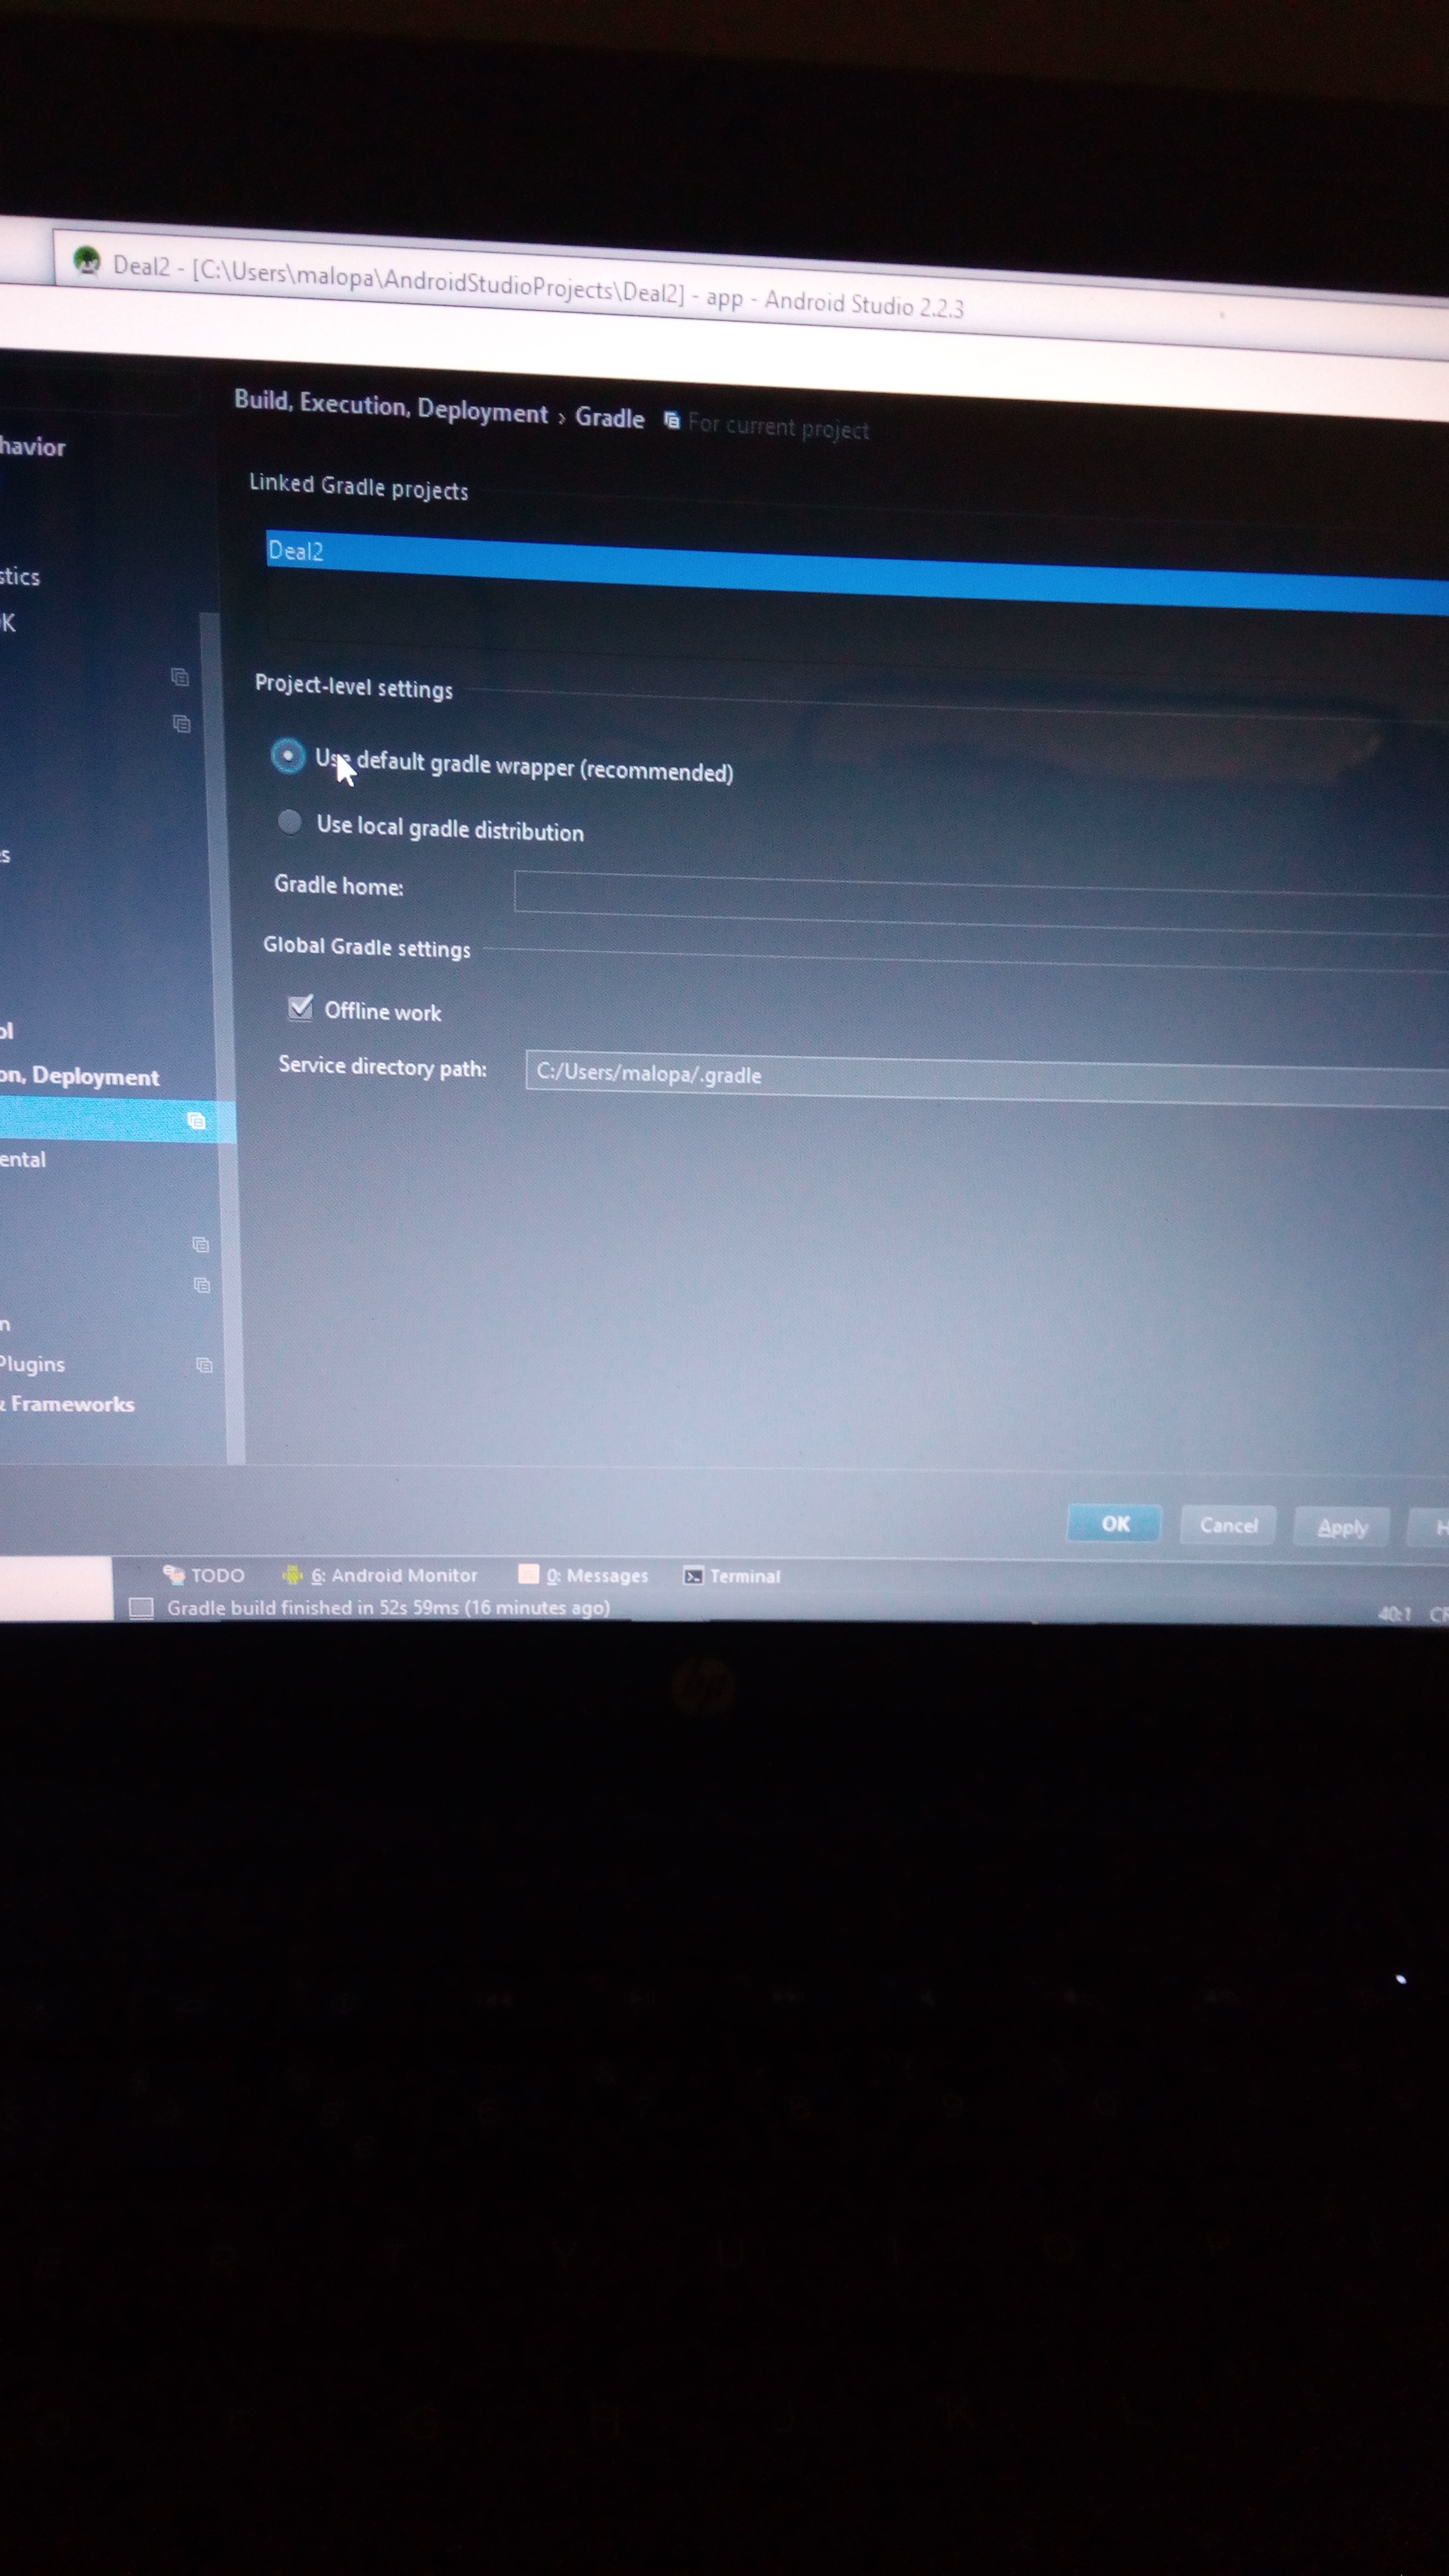 Deal2 - [C:\Users\malopa\AndroidStudioProjects\Deal2] - app - Android Studio 2.2.3
Build, Execution, Deployment › Gradle For current project
havior
Linked Gradle projects
Deal2
stics
K
Project-level settings
Use default gradle wrapper (recommended)
Use local gradle distribution
s
Gradle home:
Global Gradle settings
Offline work
ol
on, Deployment
Service directory path: C:/Users/malopa/.gradle
ental
n
Plugins
& Frameworks
OK Cancel Apply H
TODO 6: Android Monitor 0: Messages Terminal
Gradle build finished in 52s 59ms (16 minutes ago) 40:1 CR
hp